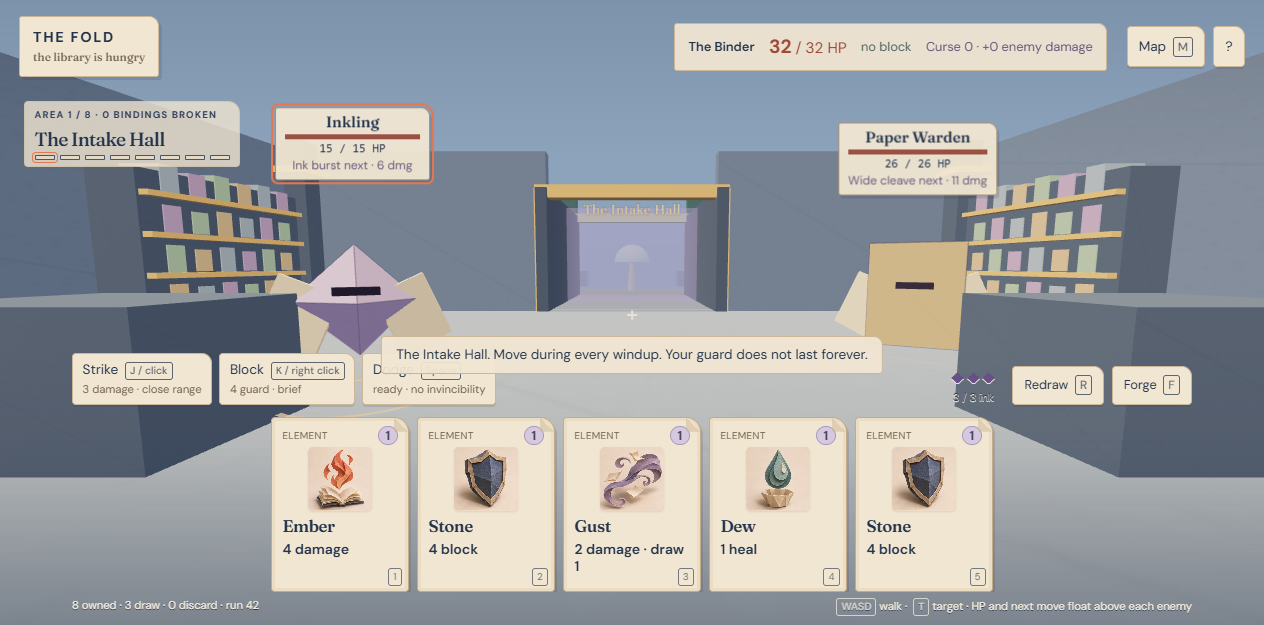 THE FOLD
the library is hungry
The Binder 32 / 32 HP no block Curse 0 · +0 enemy damage
Map M
?
AREA 1 / 8 · 0 BINDINGS BROKEN
The Intake Hall
Inkling
15 / 15 HP
Ink burst next · 6 dmg
Paper Warden
26 / 26 HP
Wide cleave next · 11 dmg
The Intake Hall
The Intake Hall. Move during every windup. Your guard does not last forever.
Strike J / click
3 damage · close range
Block K / right click
4 guard · brief
ready · no invincibility
3 / 3 ink
Redraw R
Forge F
ELEMENT 1
Ember
4 damage
1
ELEMENT 1
Stone
4 block
2
ELEMENT 1
Gust
2 damage · draw
1
3
ELEMENT 1
Dew
1 heal
4
ELEMENT 1
Stone
4 block
5
8 owned · 3 draw · 0 discard · run 42
WASD walk · T target · HP and next move float above each enemy